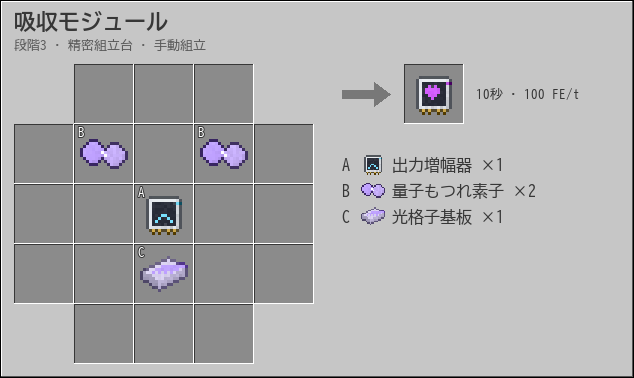 吸収モジュール
段階3 · 精密組立台 · 手動組立
10秒 · 100 FE/t
B
B
A
C
A 出力増幅器 ×1
B 量子もつれ素子 ×2
C 光格子基板 ×1